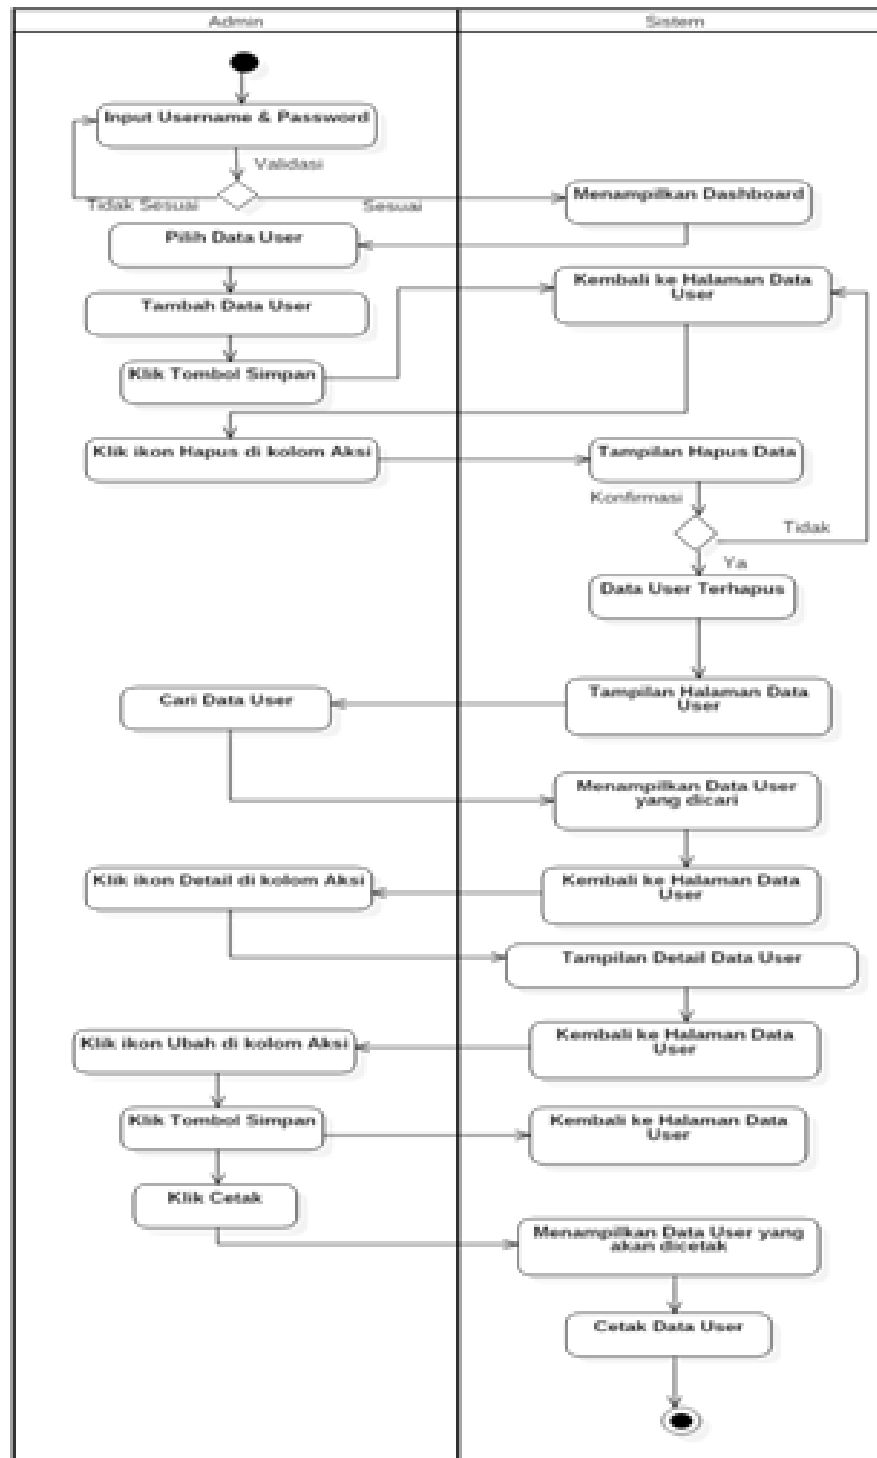 Admin
Sistem
Input Username & Password
Validasi
Tidak Sesuai
Sesuai
Menampilkan Dashboard
Pilih Data User
Tambah Data User
Kembali ke Halaman Data
User
Klik Tombol Simpan
Klik ikon Hapus di kolom Aksi
Tampilan Hapus Data
Konfirmasi
Tidak
Ya
Data User Terhapus
Cari Data User
Tampilan Halaman Data
User
Menampilkan Data User
yang dicari
Klik ikon Detail di kolom Aksi
Kembali ke Halaman Data
User
Tampilan Detail Data User
Klik ikon Ubah di kolom Aksi
Kembali ke Halaman Data
User
Klik Tombol Simpan
Kembali ke Halaman Data
User
Klik Cetak
Menampilkan Data User yang
akan dicetak
Cetak Data User